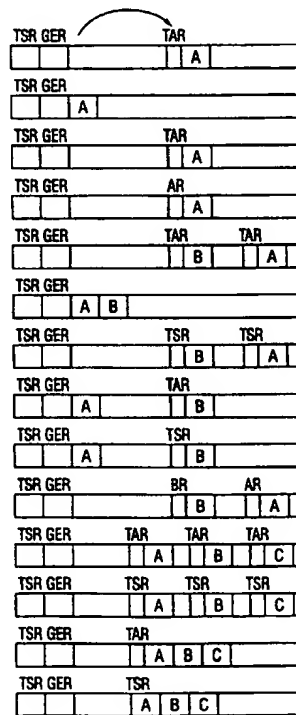 TSR GER TAR
A
TSR GER
A
TSR GER TAR
A
TSR GER AR
A
TSR GER TAR TAR
B A
TSR GER
A B
TSR GER TSR TSR
B A
TSR GER TAR
A B
TSR GER TSR
A B
TSR GER BR AR
B A
TSR GER TAR TAR TAR
A B C
TSR GER TSR TSR TSR
A B C
TSR GER TAR
A B C
TSR GER TSR
A B C